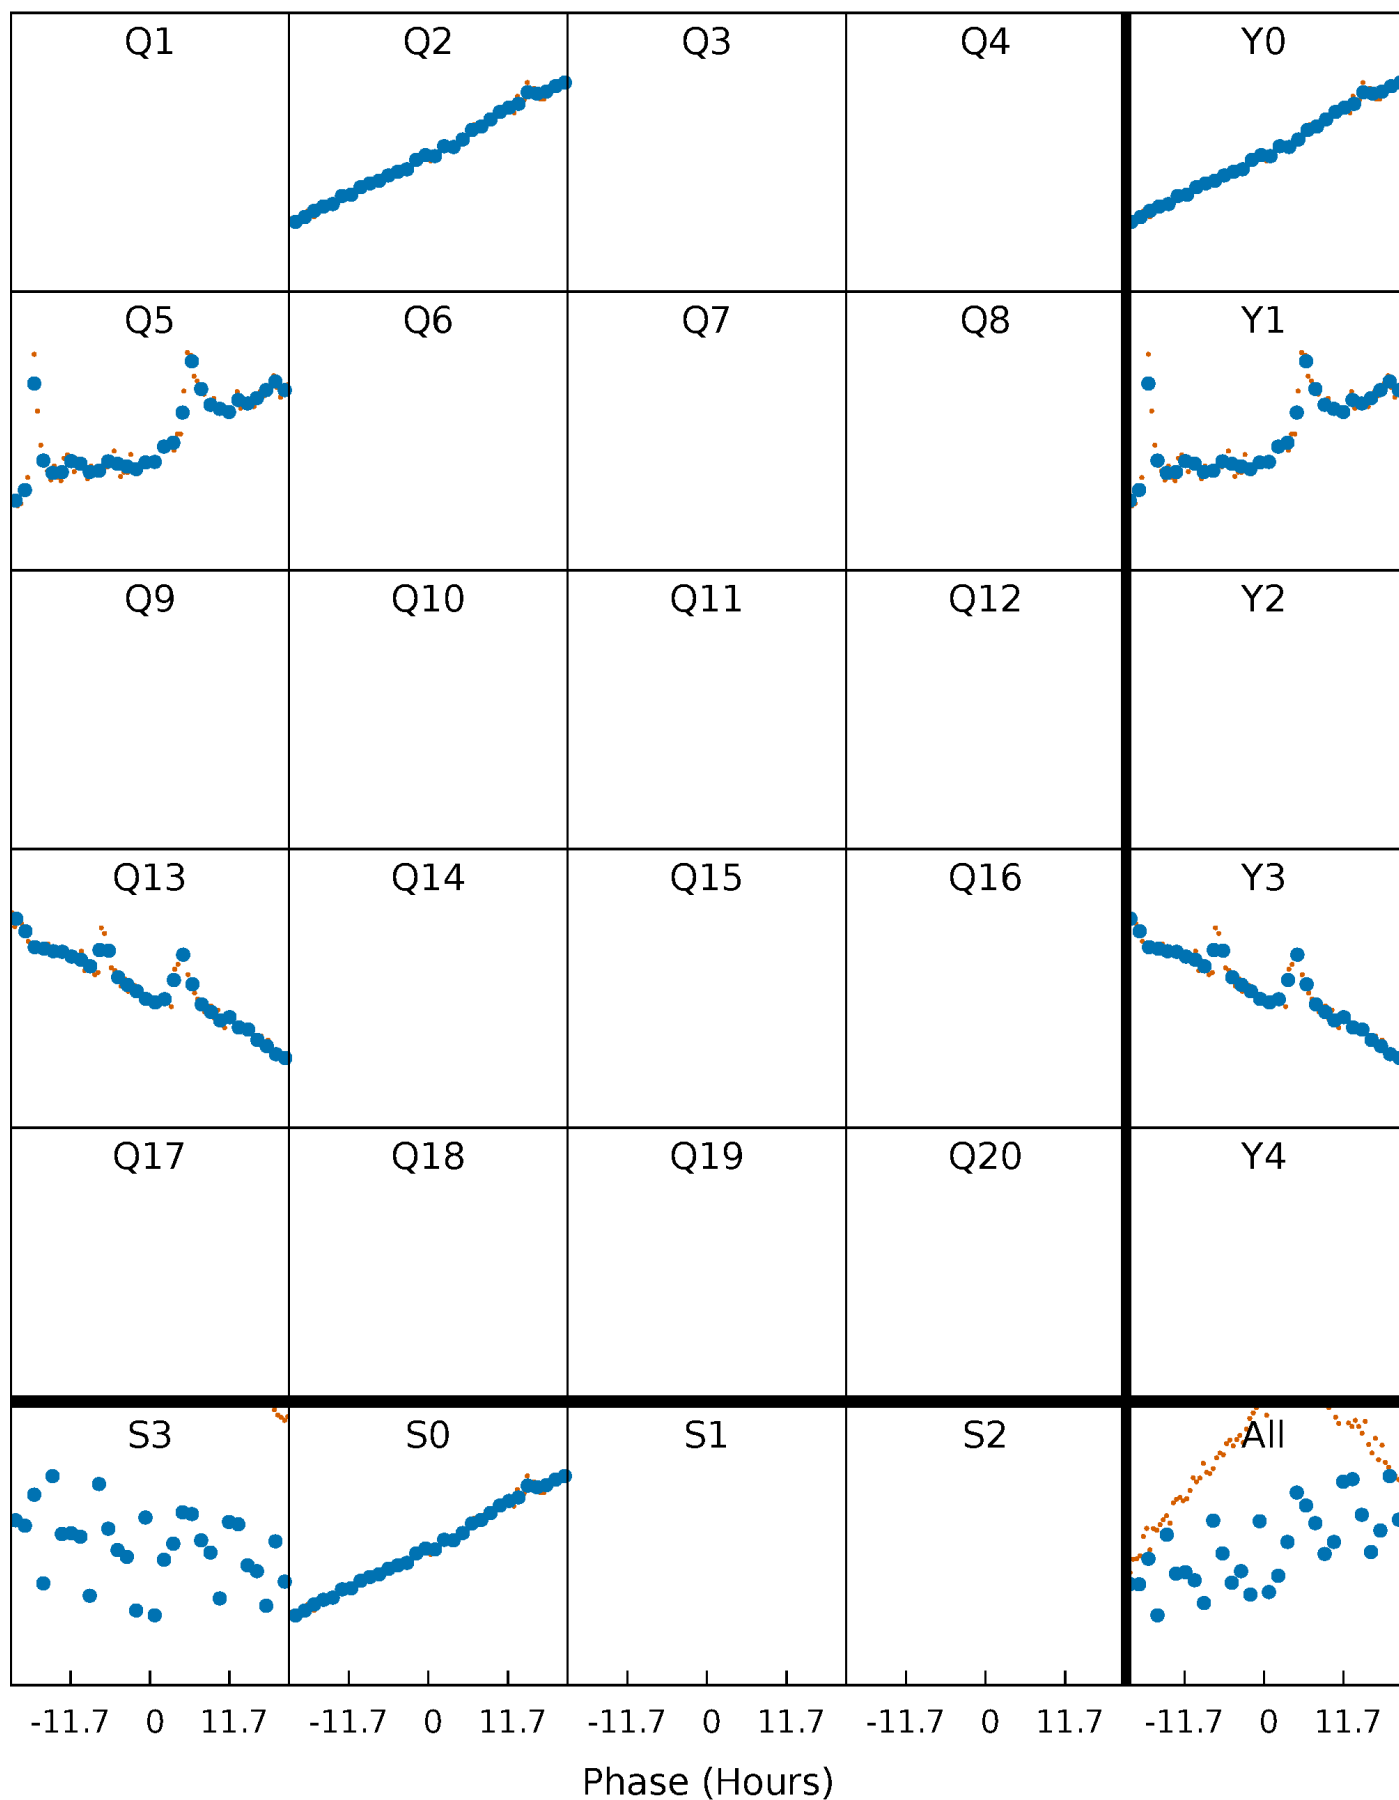 Q1 Q2 Q3 Q4 Y0
Q5 Q6 Q7 Q8 Y1
Q9 Q10 Q11 Q12 Y2
Q13 Q14 Q15 Q16 Y3
Q17 Q18 Q19 Q20 Y4
S3 S0 S1 S2 All
-11.7 0 11.7 -11.7 0 11.7 -11.7 0 11.7 -11.7 0 11.7 -11.7 0 11.7
Phase (Hours)